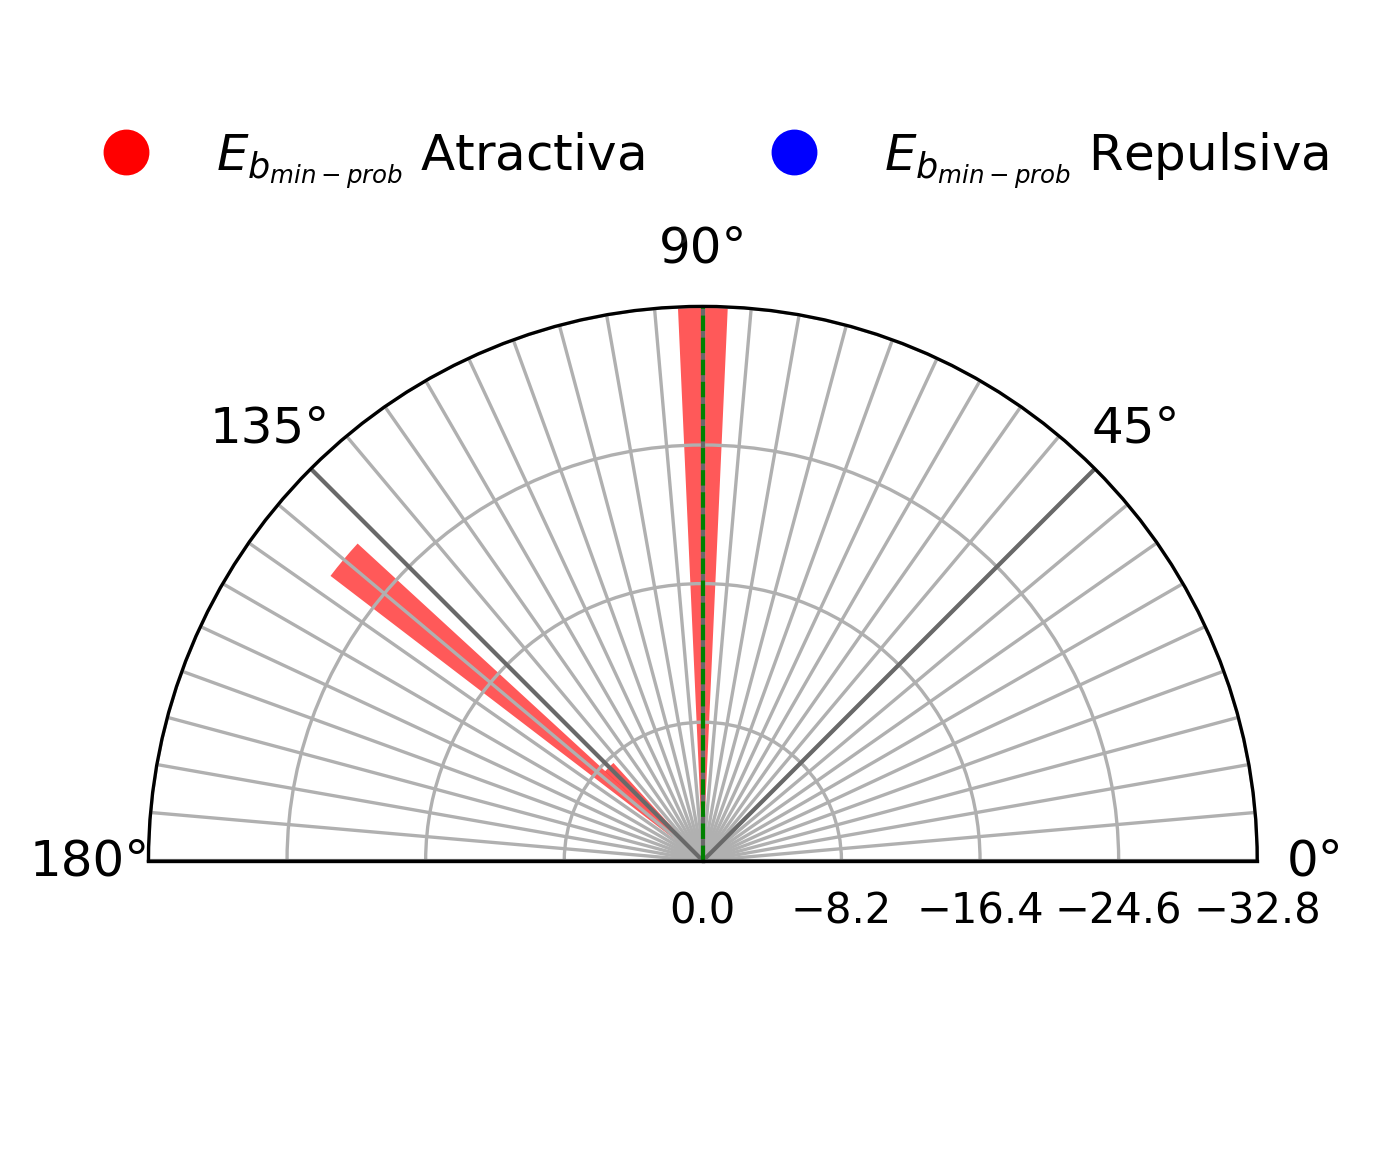 E_{b_{min-prob}} Atractiva E_{b_{min-prob}} Repulsiva
90°
135° 45°
180° 0°
0.0 −8.2 −16.4 −24.6 −32.8